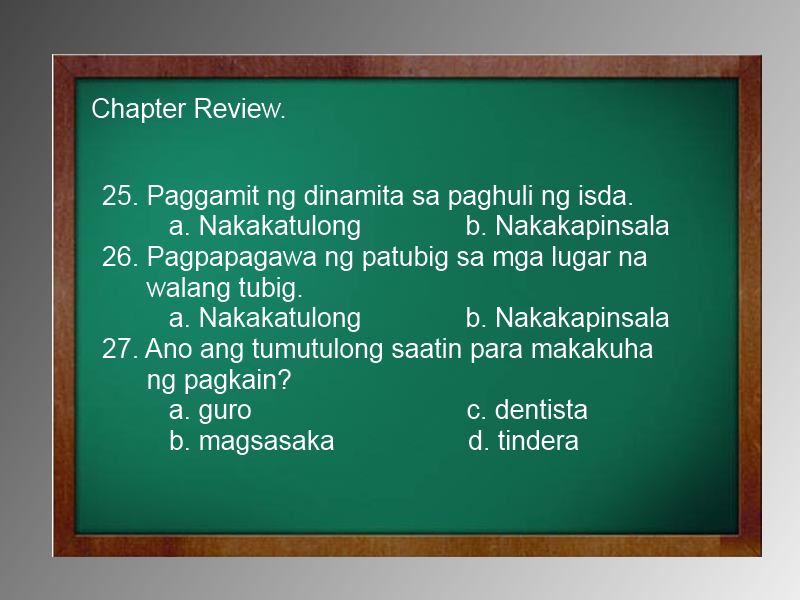 Chapter Review.
25. Paggamit ng dinamita sa paghuli ng isda.
a. Nakakatulong b. Nakakapinsala
26. Pagpapagawa ng patubig sa mga lugar na
walang tubig.
a. Nakakatulong b. Nakakapinsala
27. Ano ang tumutulong saatin para makakuha
ng pagkain?
a. guro c. dentista
b. magsasaka d. tindera